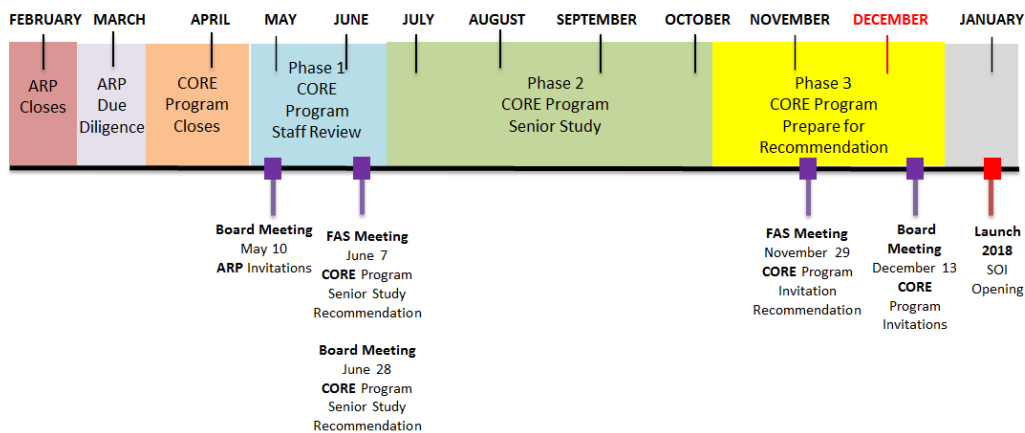 FEBRUARY MARCH APRIL MAY JUNE JULY AUGUST SEPTEMBER OCTOBER NOVEMBER DECEMBER JANUARY
ARP
Closes
ARP
Due
Diligence
CORE
Program
Closes
Phase 1
CORE
Program
Staff Review
Phase 2
CORE Program
Senior Study
Phase 3
CORE Program
Prepare for
Recommendation
Board Meeting
May 10
ARP Invitations
FAS Meeting
June 7
CORE Program
Senior Study
Recommendation
Board Meeting
June 28
CORE Program
Senior Study
Recommendation
FAS Meeting
November 29
CORE Program
Invitation
Recommendation
Board
Meeting
December 13
CORE
Program
Invitations
Launch
2018
SOI
Opening